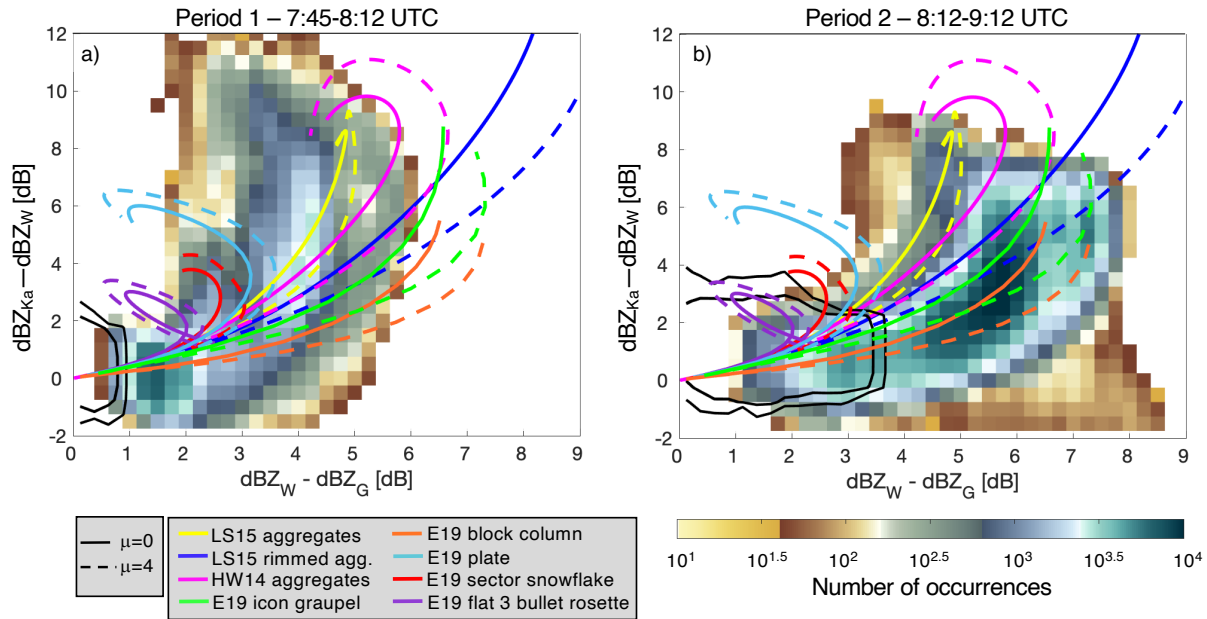 Period 1 – 7:45-8:12 UTC
Period 2 – 8:12-9:12 UTC
a)
12
10
8
6
4
2
0
-2
dBZKa—dBZW [dB]
0 1 2 3 4 5 6 7 8 9
dBZW - dBZG [dB]
b)
12
10
8
6
4
2
0
-2
dBZKa—dBZW [dB]
0 1 2 3 4 5 6 7 8 9
dBZW - dBZG [dB]
μ=0
μ=4
LS15 aggregates
LS15 rimmed agg.
HW14 aggregates
E19 icon graupel
E19 block column
E19 plate
E19 sector snowflake
E19 flat 3 bullet rosette
10^1 10^1.5 10^2 10^2.5 10^3 10^3.5 10^4
Number of occurrences